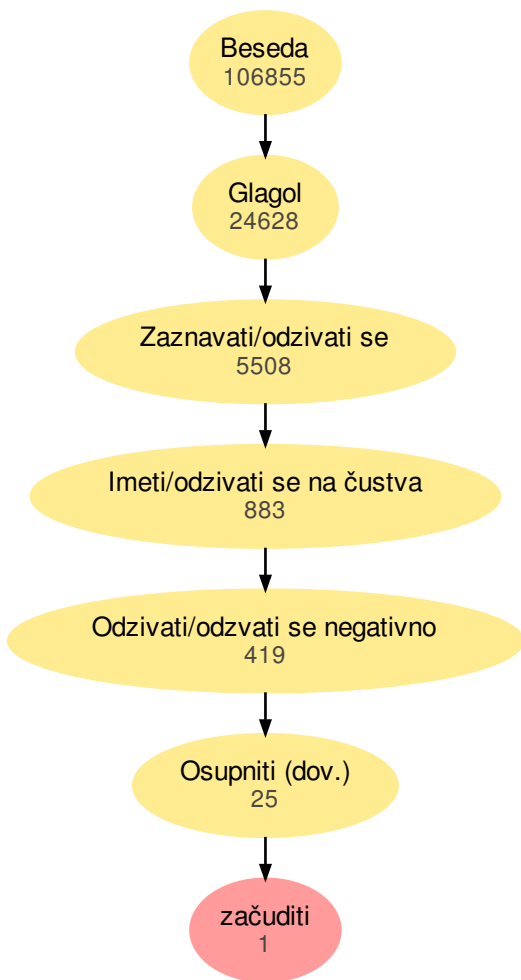 Beseda
106855
Glagol
24628
Zaznavati/odzivati se
5508
Imeti/odzivati se na čustva
883
Odzivati/odzvati se negativno
419
Osupniti (dov.)
25
začuditi
1